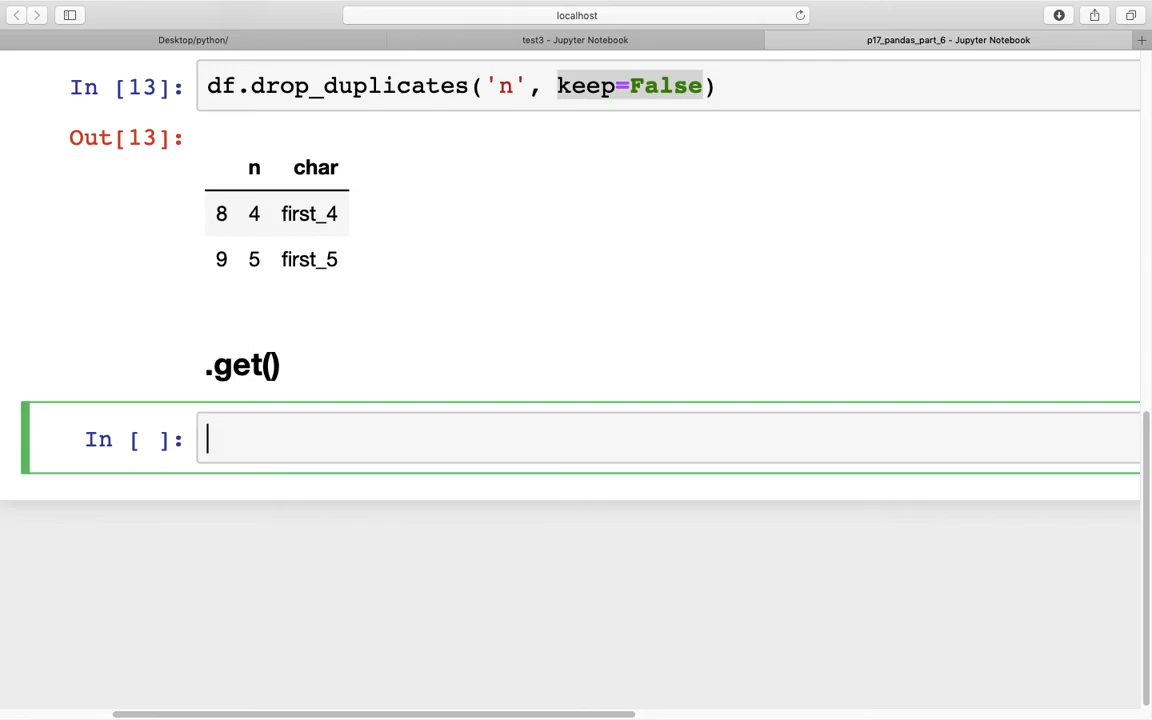 localhost
Desktop/python/
test3 - Jupyter Notebook
p17_pandas_part_6 - Jupyter Notebook
In [13]: df.drop_duplicates('n', keep=False)
Out[13]:
n char
8 4 first_4
9 5 first_5
.get()
In [ ]: